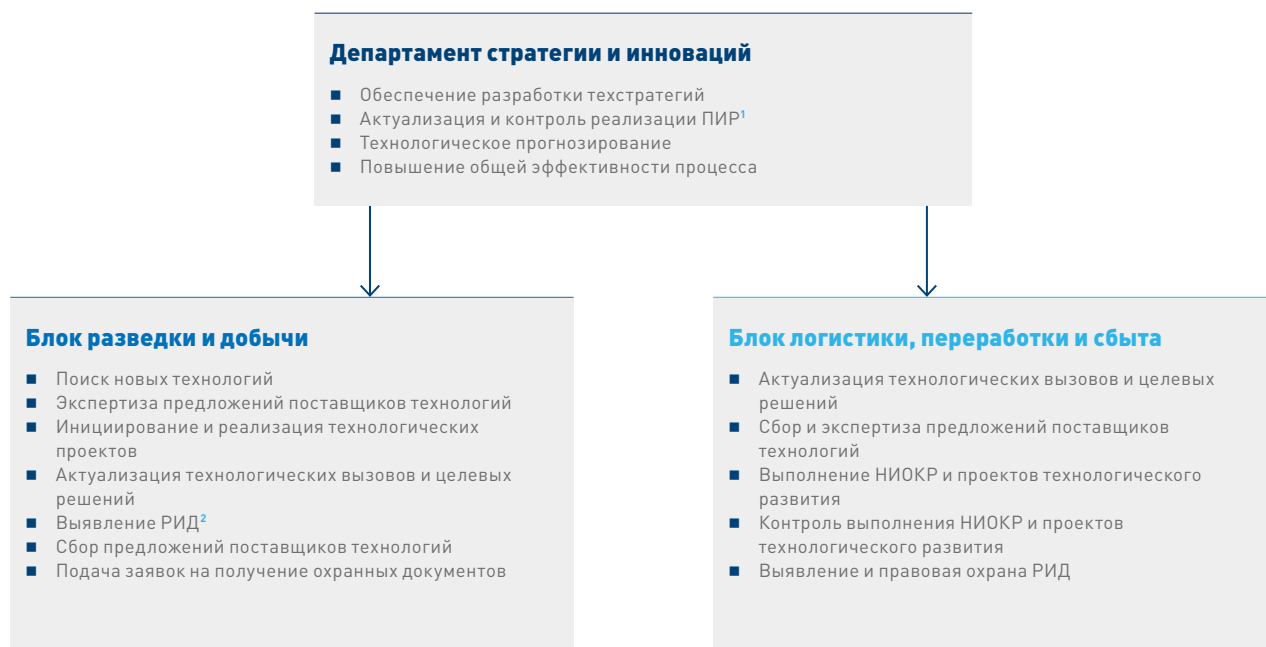 Департамент стратегии и инноваций
■ Обеспечение разработки техстратегий
■ Актуализация и контроль реализации ПИР¹
■ Технологическое прогнозирование
■ Повышение общей эффективности процесса
Блок разведки и добычи
■ Поиск новых технологий
■ Экспертиза предложений поставщиков технологий
■ Инициирование и реализация технологических
проектов
■ Актуализация технологических вызовов и целевых
решений
■ Выявление РИД²
■ Сбор предложений поставщиков технологий
■ Подача заявок на получение охранных документов
Блок логистики, переработки и сбыта
■ Актуализация технологических вызовов и целевых
решений
■ Сбор и экспертиза предложений поставщиков
технологий
■ Выполнение НИОКР и проектов технологического
развития
■ Контроль выполнения НИОКР и проектов
технологического развития
■ Выявление и правовая охрана РИД